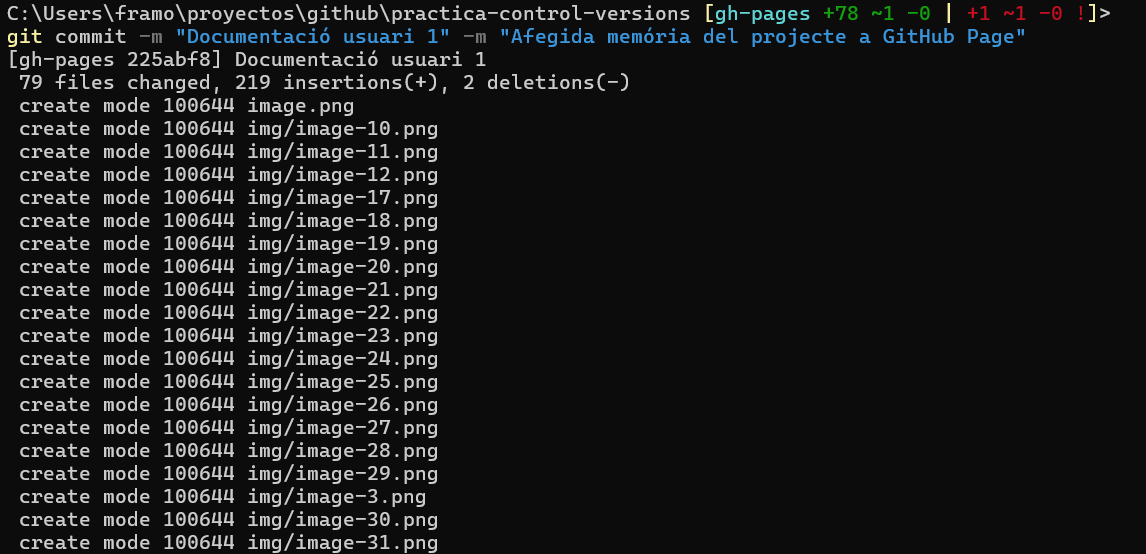 C:\Users\framo\proyectos\github\practica-control-versions [gh-pages +78 ~1 -0 | +1 ~1 -0 !]>
git commit -m "Documentació usuari 1" -m "Afegida memória del projecte a GitHub Page"
[gh-pages 225abf8] Documentació usuari 1
 79 files changed, 219 insertions(+), 2 deletions(-)
 create mode 100644 image.png
 create mode 100644 img/image-10.png
 create mode 100644 img/image-11.png
 create mode 100644 img/image-12.png
 create mode 100644 img/image-17.png
 create mode 100644 img/image-18.png
 create mode 100644 img/image-19.png
 create mode 100644 img/image-20.png
 create mode 100644 img/image-21.png
 create mode 100644 img/image-22.png
 create mode 100644 img/image-23.png
 create mode 100644 img/image-24.png
 create mode 100644 img/image-25.png
 create mode 100644 img/image-26.png
 create mode 100644 img/image-27.png
 create mode 100644 img/image-28.png
 create mode 100644 img/image-29.png
 create mode 100644 img/image-3.png
 create mode 100644 img/image-30.png
 create mode 100644 img/image-31.png